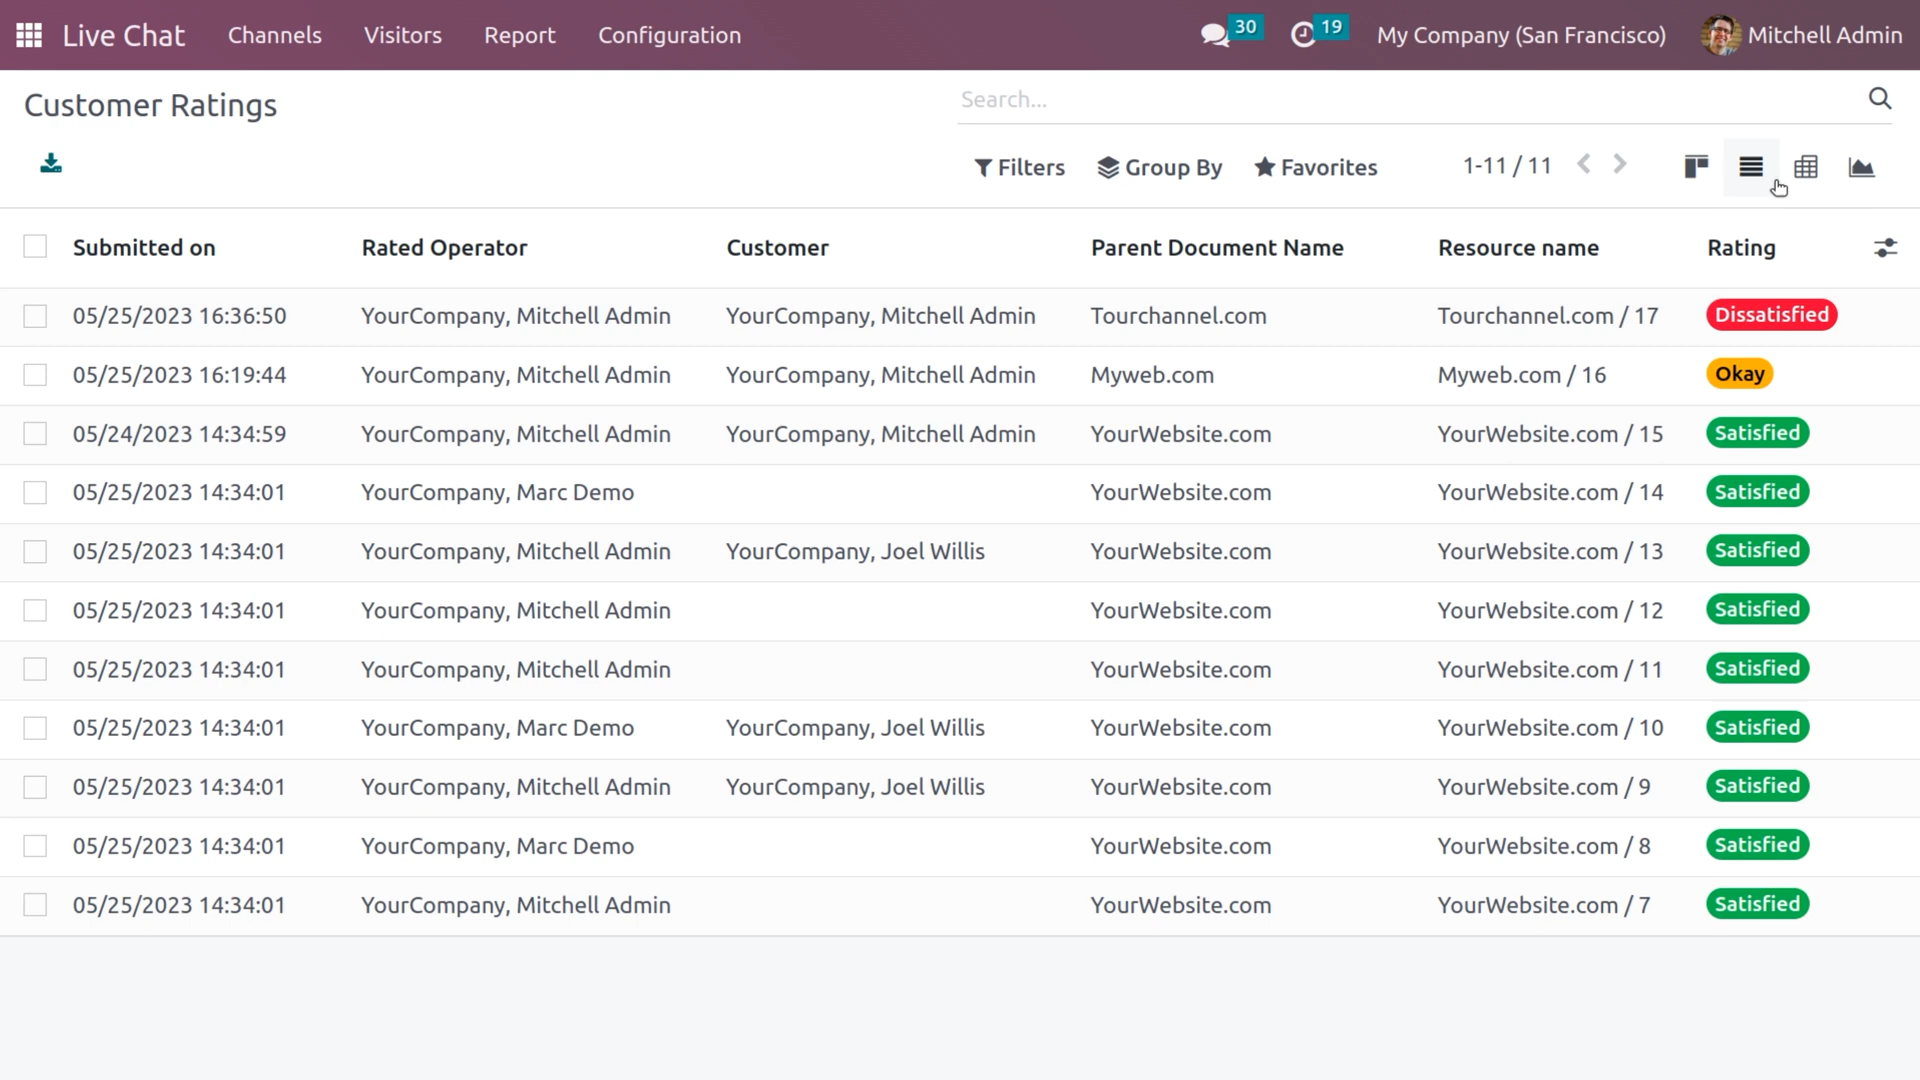 Live Chat Channels Visitors Report Configuration 30 19 My Company (San Francisco) Mitchell Admin
Customer Ratings Search...
Filters Group By Favorites 1-11 / 11
Submitted on Rated Operator Customer Parent Document Name Resource name Rating
05/25/2023 16:36:50 YourCompany, Mitchell Admin YourCompany, Mitchell Admin Tourchannel.com Tourchannel.com / 17 Dissatisfied
05/25/2023 16:19:44 YourCompany, Mitchell Admin YourCompany, Mitchell Admin Myweb.com Myweb.com / 16 Okay
05/24/2023 14:34:59 YourCompany, Mitchell Admin YourCompany, Mitchell Admin YourWebsite.com YourWebsite.com / 15 Satisfied
05/25/2023 14:34:01 YourCompany, Marc Demo YourWebsite.com YourWebsite.com / 14 Satisfied
05/25/2023 14:34:01 YourCompany, Mitchell Admin YourCompany, Joel Willis YourWebsite.com YourWebsite.com / 13 Satisfied
05/25/2023 14:34:01 YourCompany, Mitchell Admin YourWebsite.com YourWebsite.com / 12 Satisfied
05/25/2023 14:34:01 YourCompany, Mitchell Admin YourWebsite.com YourWebsite.com / 11 Satisfied
05/25/2023 14:34:01 YourCompany, Marc Demo YourCompany, Joel Willis YourWebsite.com YourWebsite.com / 10 Satisfied
05/25/2023 14:34:01 YourCompany, Mitchell Admin YourCompany, Joel Willis YourWebsite.com YourWebsite.com / 9 Satisfied
05/25/2023 14:34:01 YourCompany, Marc Demo YourWebsite.com YourWebsite.com / 8 Satisfied
05/25/2023 14:34:01 YourCompany, Mitchell Admin YourWebsite.com YourWebsite.com / 7 Satisfied